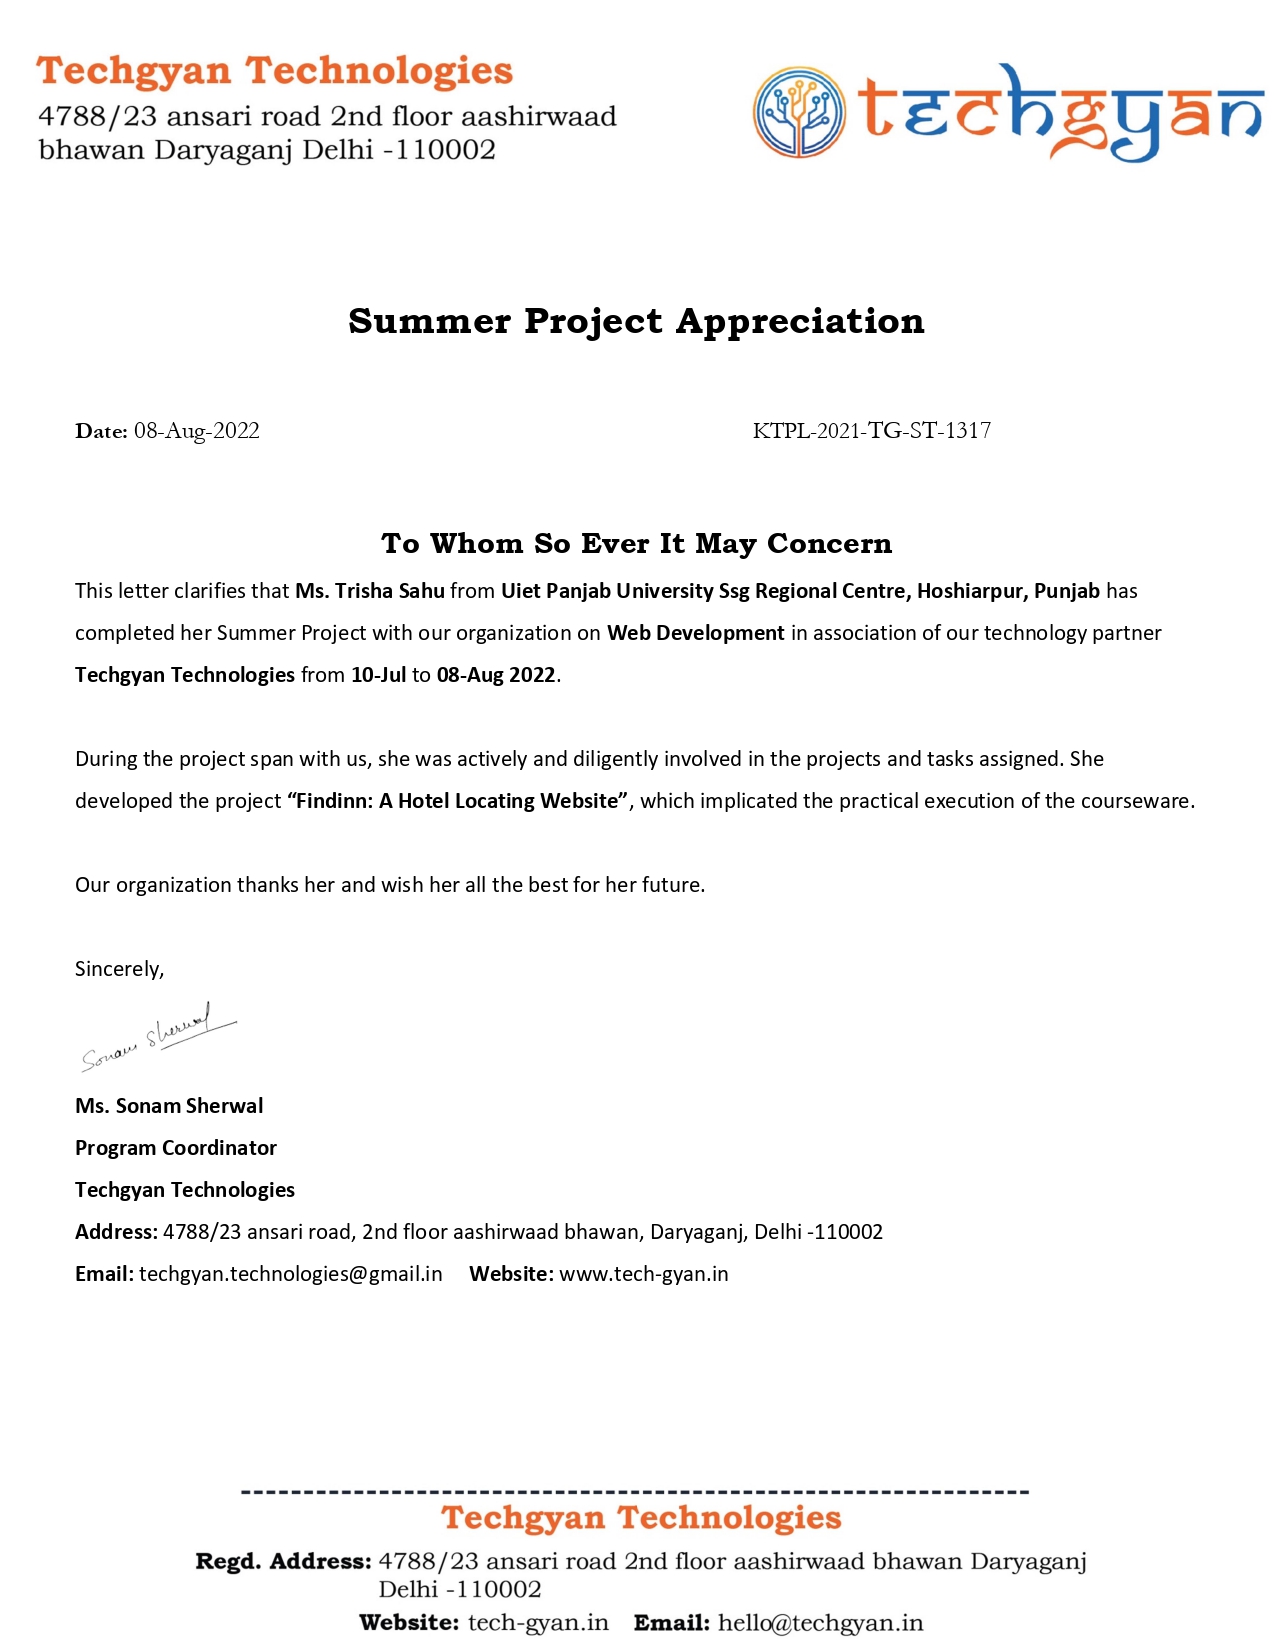 Techgyan Technologies
4788/23 ansari road 2nd floor aashirwaad
bhawan Daryaganj Delhi -110002
techgyan
Summer Project Appreciation
Date: 08-Aug-2022 KTPL-2021-TG-ST-1317
To Whom So Ever It May Concern
This letter clarifies that Ms. Trisha Sahu from Uiet Panjab University Ssg Regional Centre, Hoshiarpur, Punjab has
completed her Summer Project with our organization on Web Development in association of our technology partner
Techgyan Technologies from 10-Jul to 08-Aug 2022.
During the project span with us, she was actively and diligently involved in the projects and tasks assigned. She
developed the project “Findinn: A Hotel Locating Website”, which implicated the practical execution of the courseware.
Our organization thanks her and wish her all the best for her future.
Sincerely,
Sonam Sherwal
Ms. Sonam Sherwal
Program Coordinator
Techgyan Technologies
Address: 4788/23 ansari road, 2nd floor aashirwaad bhawan, Daryaganj, Delhi -110002
Email: techgyan.technologies@gmail.in Website: www.tech-gyan.in
Techgyan Technologies
Regd. Address: 4788/23 ansari road 2nd floor aashirwaad bhawan Daryaganj
Delhi -110002
Website: tech-gyan.in Email: hello@techgyan.in